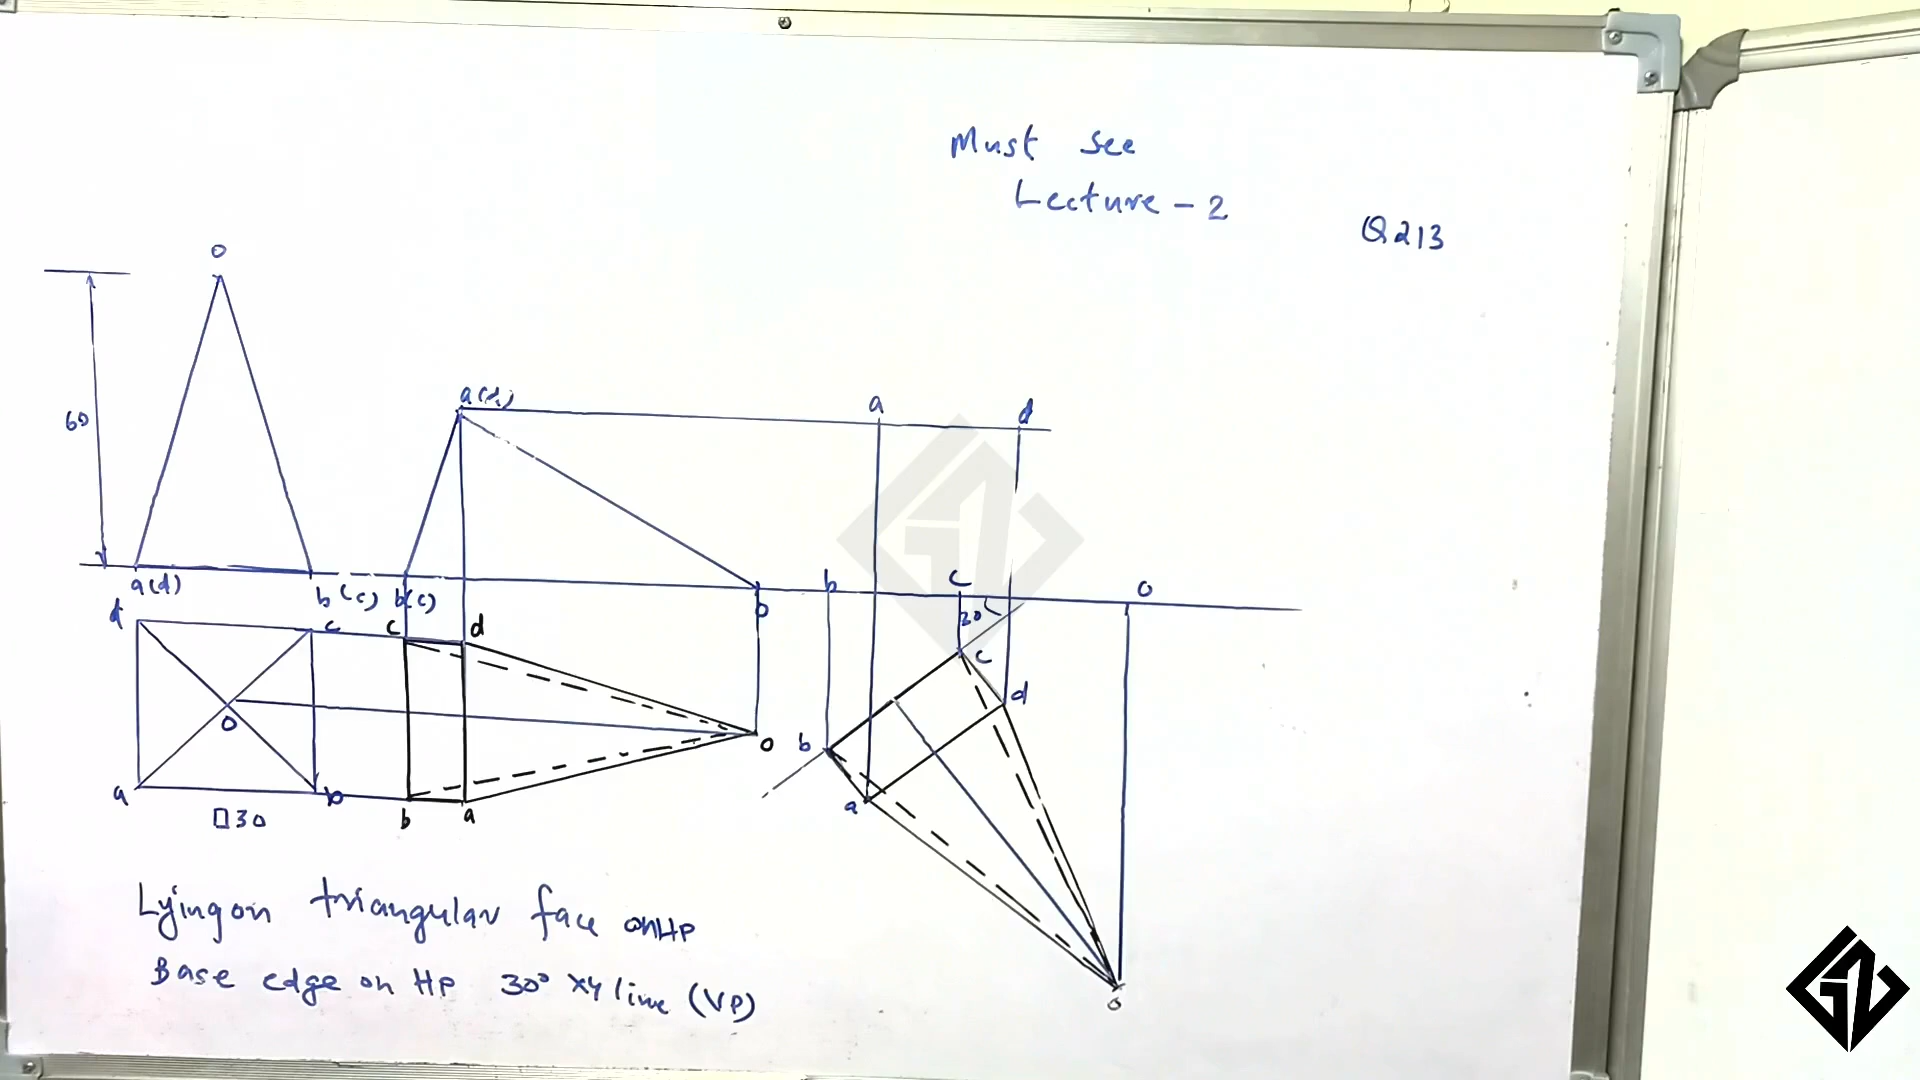 Must See
Lecture - 2
Q213
o
60
a(d)
b(c)
b(c)
d
c
o
a
b
□30
c
d
b
a
o
a
d
b
c
o
30
c
d
b
a
o
Lying on triangular face on HP
Base edge on HP 30° XY line (VP)